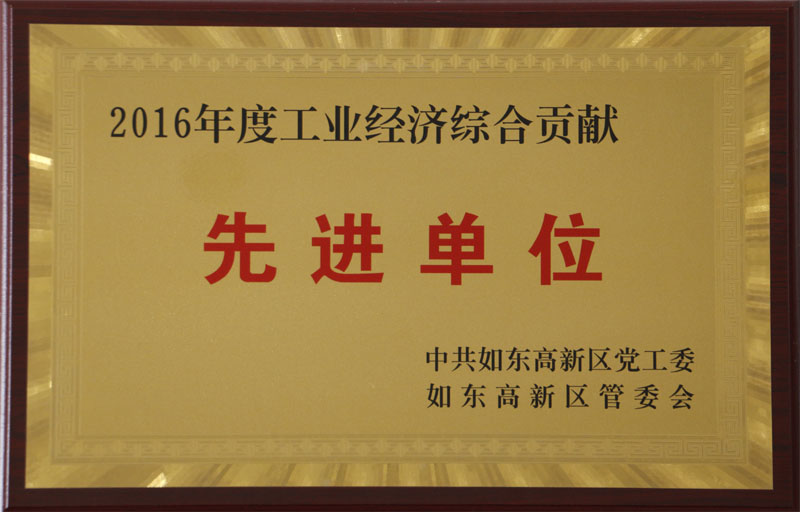 2016年度工业经济综合贡献
先进单位
中共如东高新区党工委
如东高新区管委会